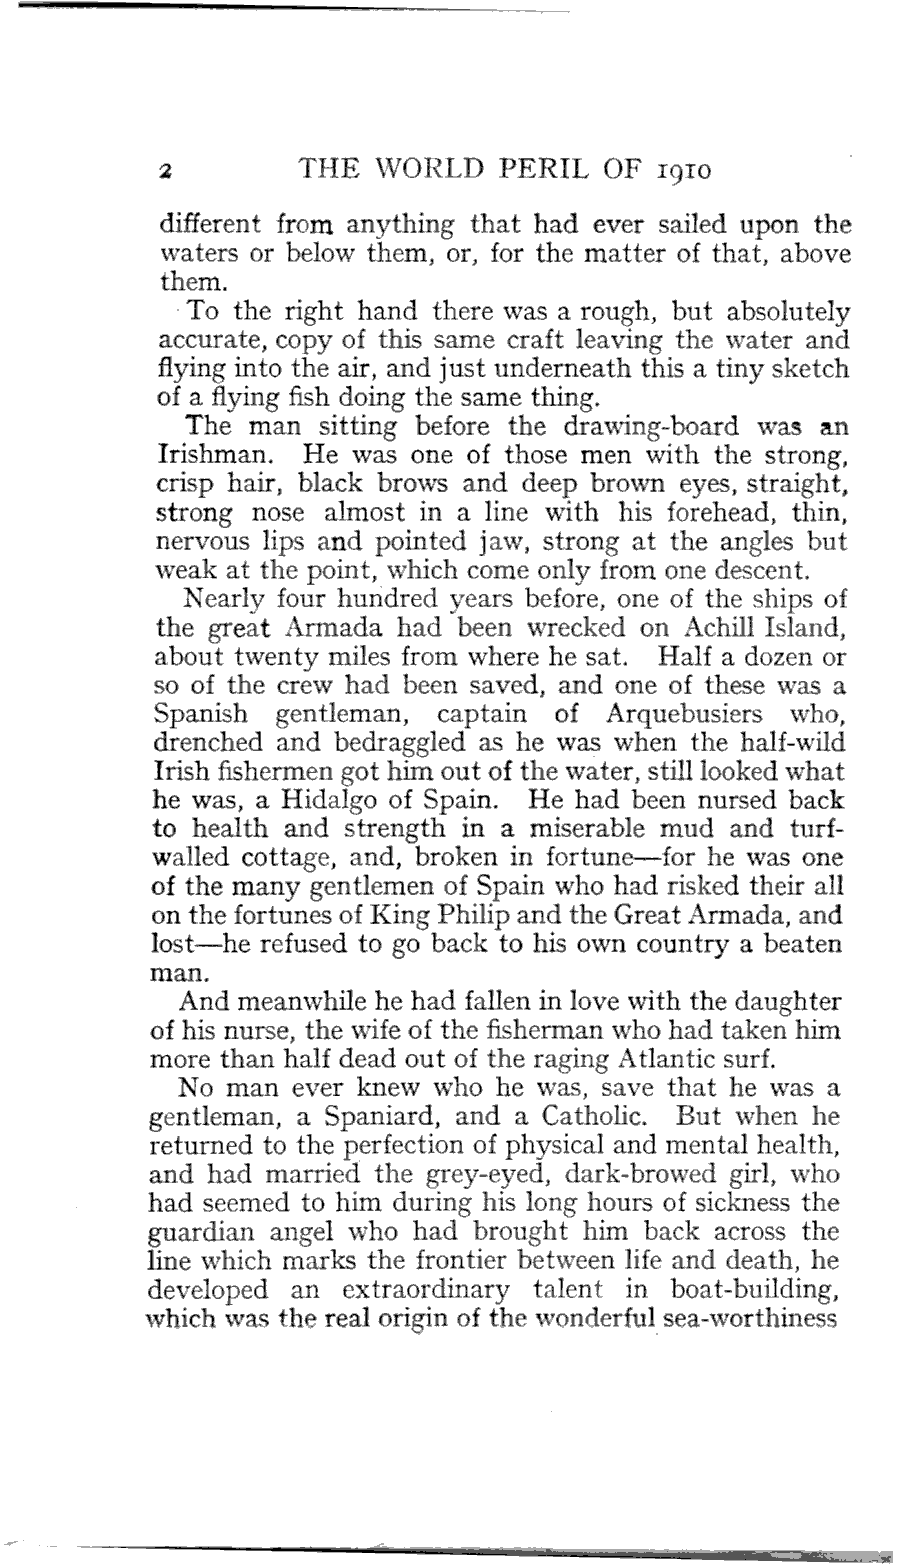 2 THE WORLD PERIL OF 1910
different from anything that had ever sailed upon the
waters or below them, or, for the matter of that, above
them.
To the right hand there was a rough, but absolutely
accurate, copy of this same craft leaving the water and
flying into the air, and just underneath this a tiny sketch
of a flying fish doing the same thing.
The man sitting before the drawing-board was an
Irishman. He was one of those men with the strong,
crisp hair, black brows and deep brown eyes, straight,
strong nose almost in a line with his forehead, thin,
nervous lips and pointed jaw, strong at the angles but
weak at the point, which come only from one descent.
Nearly four hundred years before, one of the ships of
the great Armada had been wrecked on Achill Island,
about twenty miles from where he sat. Half a dozen or
so of the crew had been saved, and one of these was a
Spanish gentleman, captain of Arquebusiers who,
drenched and bedraggled as he was when the half-wild
Irish fishermen got him out of the water, still looked what
he was, a Hidalgo of Spain. He had been nursed back
to health and strength in a miserable mud and turf-
walled cottage, and, broken in fortune—for he was one
of the many gentlemen of Spain who had risked their all
on the fortunes of King Philip and the Great Armada, and
lost—he refused to go back to his own country a beaten
man.
And meanwhile he had fallen in love with the daughter
of his nurse, the wife of the fisherman who had taken him
more than half dead out of the raging Atlantic surf.
No man ever knew who he was, save that he was a
gentleman, a Spaniard, and a Catholic. But when he
returned to the perfection of physical and mental health,
and had married the grey-eyed, dark-browed girl, who
had seemed to him during his long hours of sickness the
guardian angel who had brought him back across the
line which marks the frontier between life and death, he
developed an extraordinary talent in boat-building,
which was the real origin of the wonderful sea-worthiness